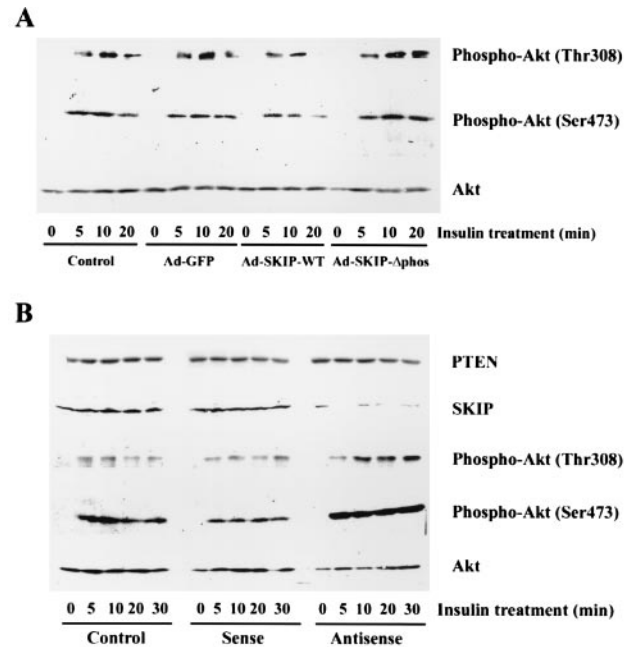 A
Phospho-Akt (Thr308)
Phospho-Akt (Ser473)
Akt
0 5 10 20 0 5 10 20 0 5 10 20 0 5 10 20 Insulin treatment (min)
Control Ad-GFP Ad-SKIP-WT Ad-SKIP-Δphos
B
PTEN
SKIP
Phospho-Akt (Thr308)
Phospho-Akt (Ser473)
Akt
0 5 10 20 30 0 5 10 20 30 0 5 10 20 30 Insulin treatment (min)
Control Sense Antisense